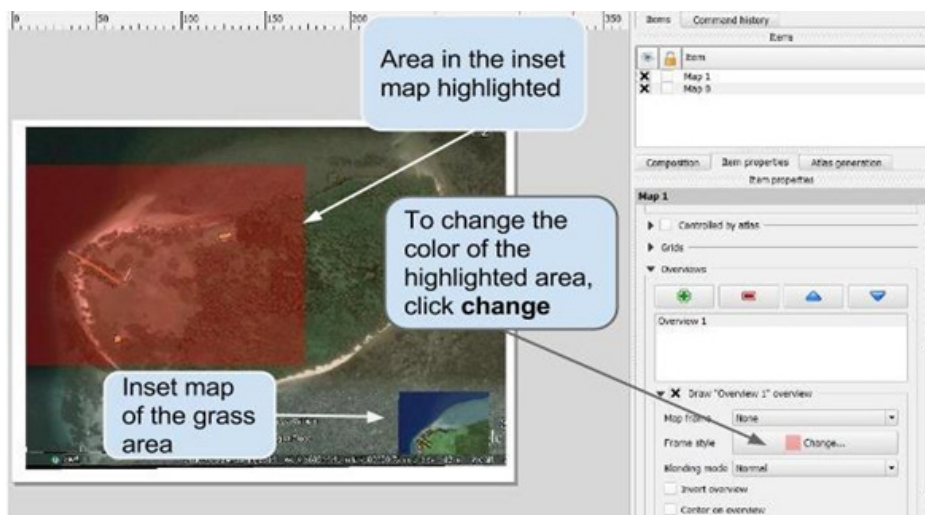 0 50 100 150 200 350
Items Command history
Items
Item
Map 1
Map 0
Area in the inset
map highlighted
Composition Item properties Atlas generation
Item properties
Map 1
Controlled by atlas
Grids
Overviews
To change the
color of the
highlighted area,
click change
Overview 1
Draw "Overview 1" overview
Map frame None
Frame style Change...
Blending mode Normal
Invert overview
Center on overview
Inset map
of the grass
area